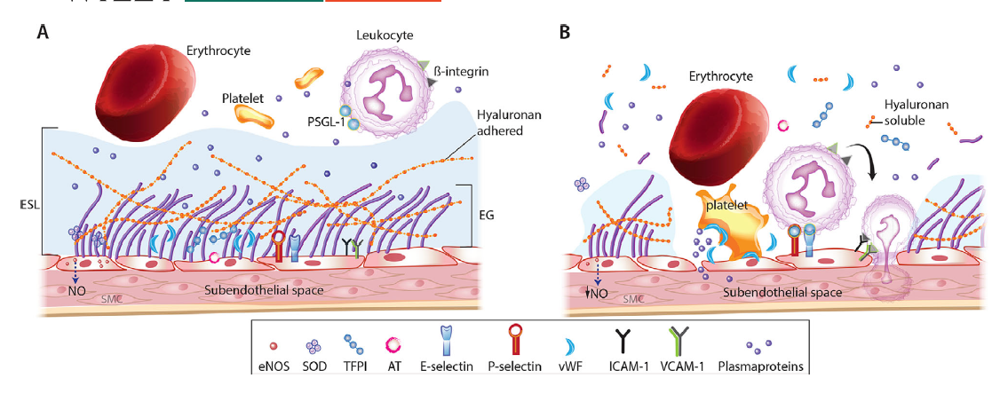 A
Leukocyte
Erythrocyte
ß-integrin
Platelet
PSGL-1
Hyaluronan
adhered
ESL
EG
NO
SMC
Subendothelial space
B
Erythrocyte
Hyaluronan
soluble
platelet
NO
SMC
Subendothelial space
eNOS SOD TFPI AT E-selectin P-selectin vWF ICAM-1 VCAM-1 Plasmaproteins